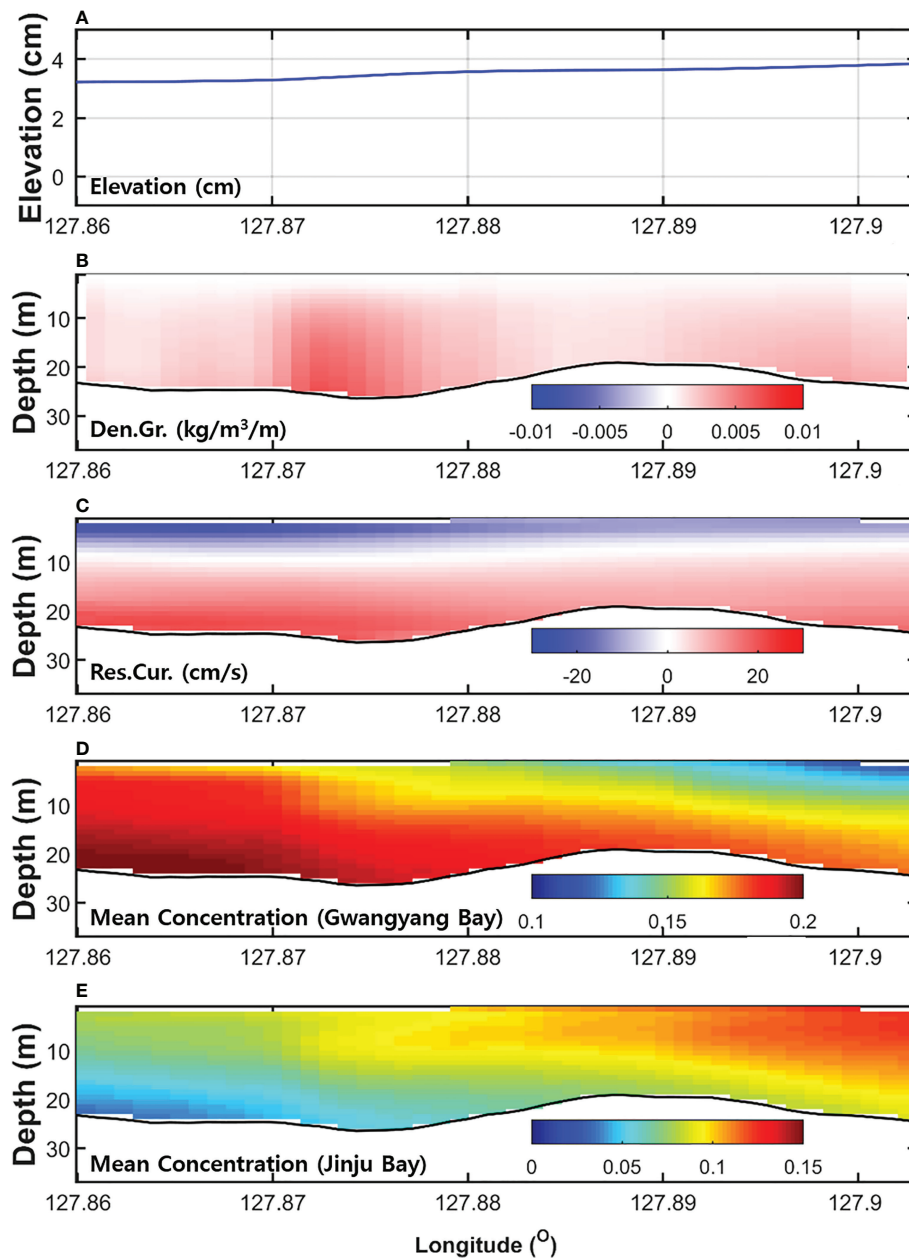 A
Elevation (cm)
4
2
0
Elevation (cm)
127.86 127.87 127.88 127.89 127.9
B
Depth (m)
10
20
30
Den.Gr. (kg/m³/m)
-0.01 -0.005 0 0.005 0.01
127.86 127.87 127.88 127.89 127.9
C
Depth (m)
10
20
30
Res.Cur. (cm/s)
-20 0 20
127.86 127.87 127.88 127.89 127.9
D
Depth (m)
10
20
30
Mean Concentration (Gwangyang Bay)
0.1 0.15 0.2
127.86 127.87 127.88 127.89 127.9
E
Depth (m)
10
20
30
Mean Concentration (Jinju Bay)
0 0.05 0.1 0.15
127.86 127.87 127.88 127.89 127.9
Longitude (O)